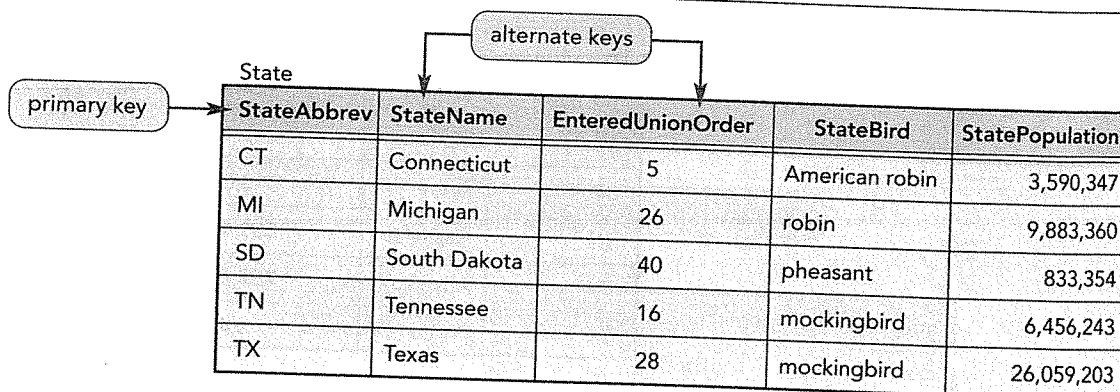 alternate keys
primary key
State
StateAbbrev StateName EnteredUnionOrder StateBird StatePopulation
CT Connecticut 5 American robin 3,590,347
MI Michigan 26 robin 9,883,360
SD South Dakota 40 pheasant 833,354
TN Tennessee 16 mockingbird 6,456,243
TX Texas 28 mockingbird 26,059,203